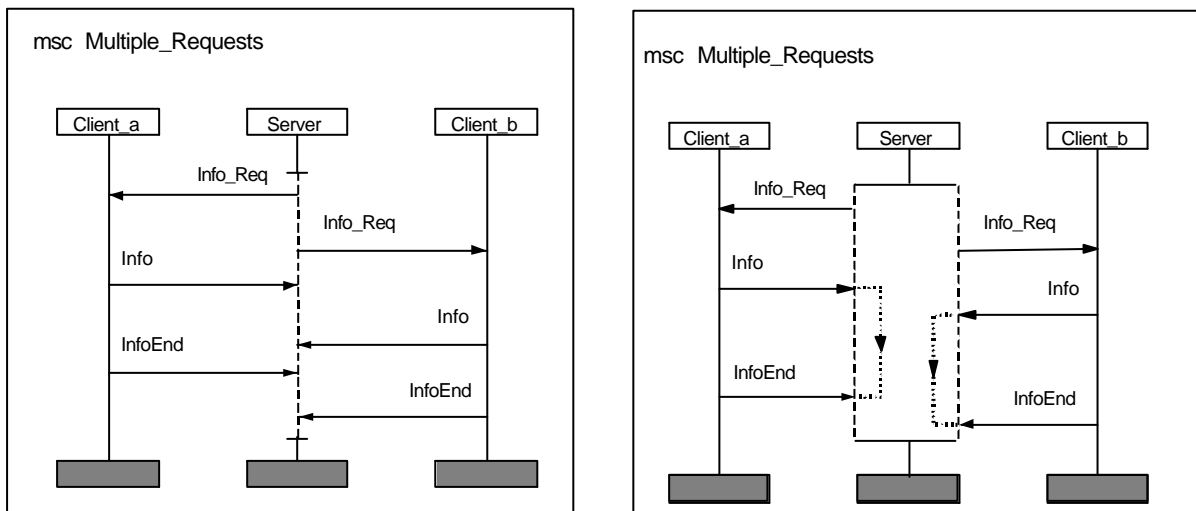 msc Multiple_Requests
Client_a Server Client_b
Info_Req
Info_Req
Info
Info
InfoEnd
InfoEnd
msc Multiple_Requests
Client_a Server Client_b
Info_Req
Info_Req
Info
Info
InfoEnd
InfoEnd